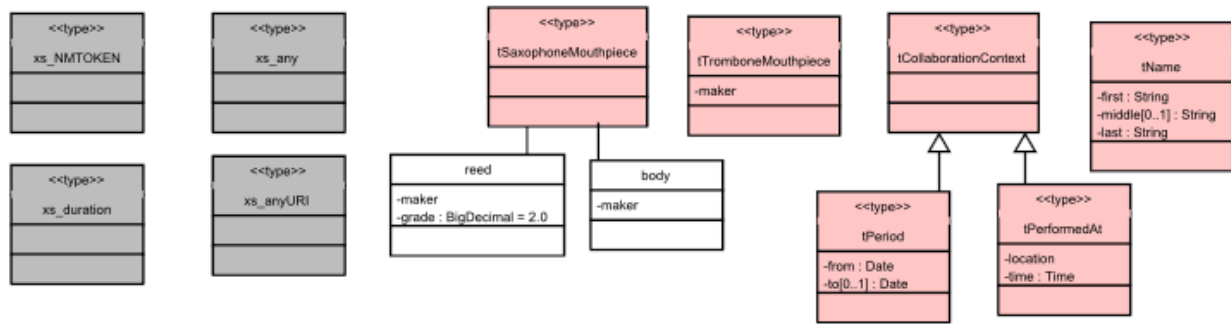 <<type>>
xs_NMTOKEN
<<type>>
xs_any
<<type>>
tSaxophoneMouthpiece
<<type>>
tTromboneMouthpiece
-maker
<<type>>
tCollaborationContext
<<type>>
tName
-first : String
-middle[0..1] : String
-last : String
<<type>>
xs_duration
<<type>>
xs_anyURI
reed
-maker
-grade : BigDecimal = 2.0
body
-maker
<<type>>
tPeriod
-from : Date
-to[0..1] : Date
<<type>>
tPerformedAt
-location
-time : Time